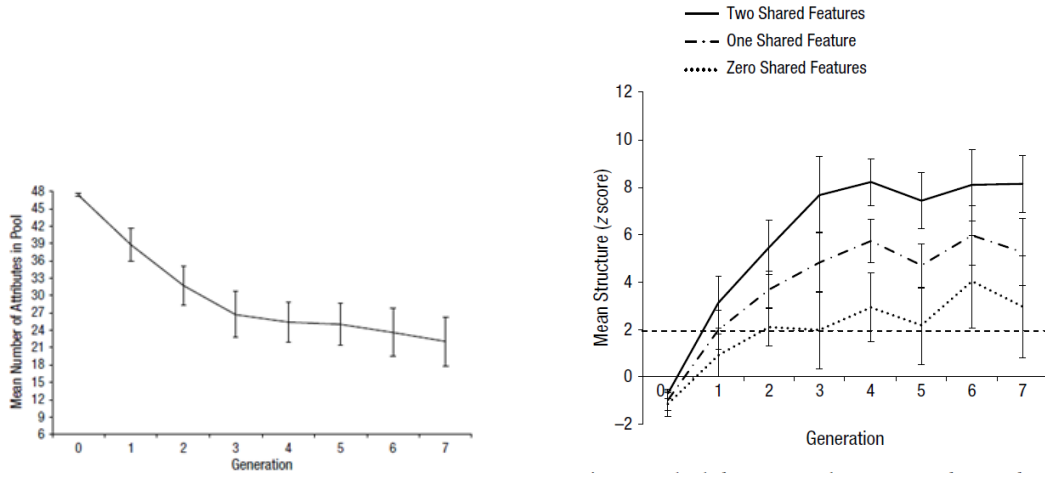 Mean Number of Attributes in Pool
48
45
42
39
36
33
30
27
24
21
18
15
12
9
6
0 1 2 3 4 5 6 7
Generation
Two Shared Features
One Shared Feature
Zero Shared Features
Mean Structure (z score)
12
10
8
6
4
2
0
–2
0 1 2 3 4 5 6 7
Generation